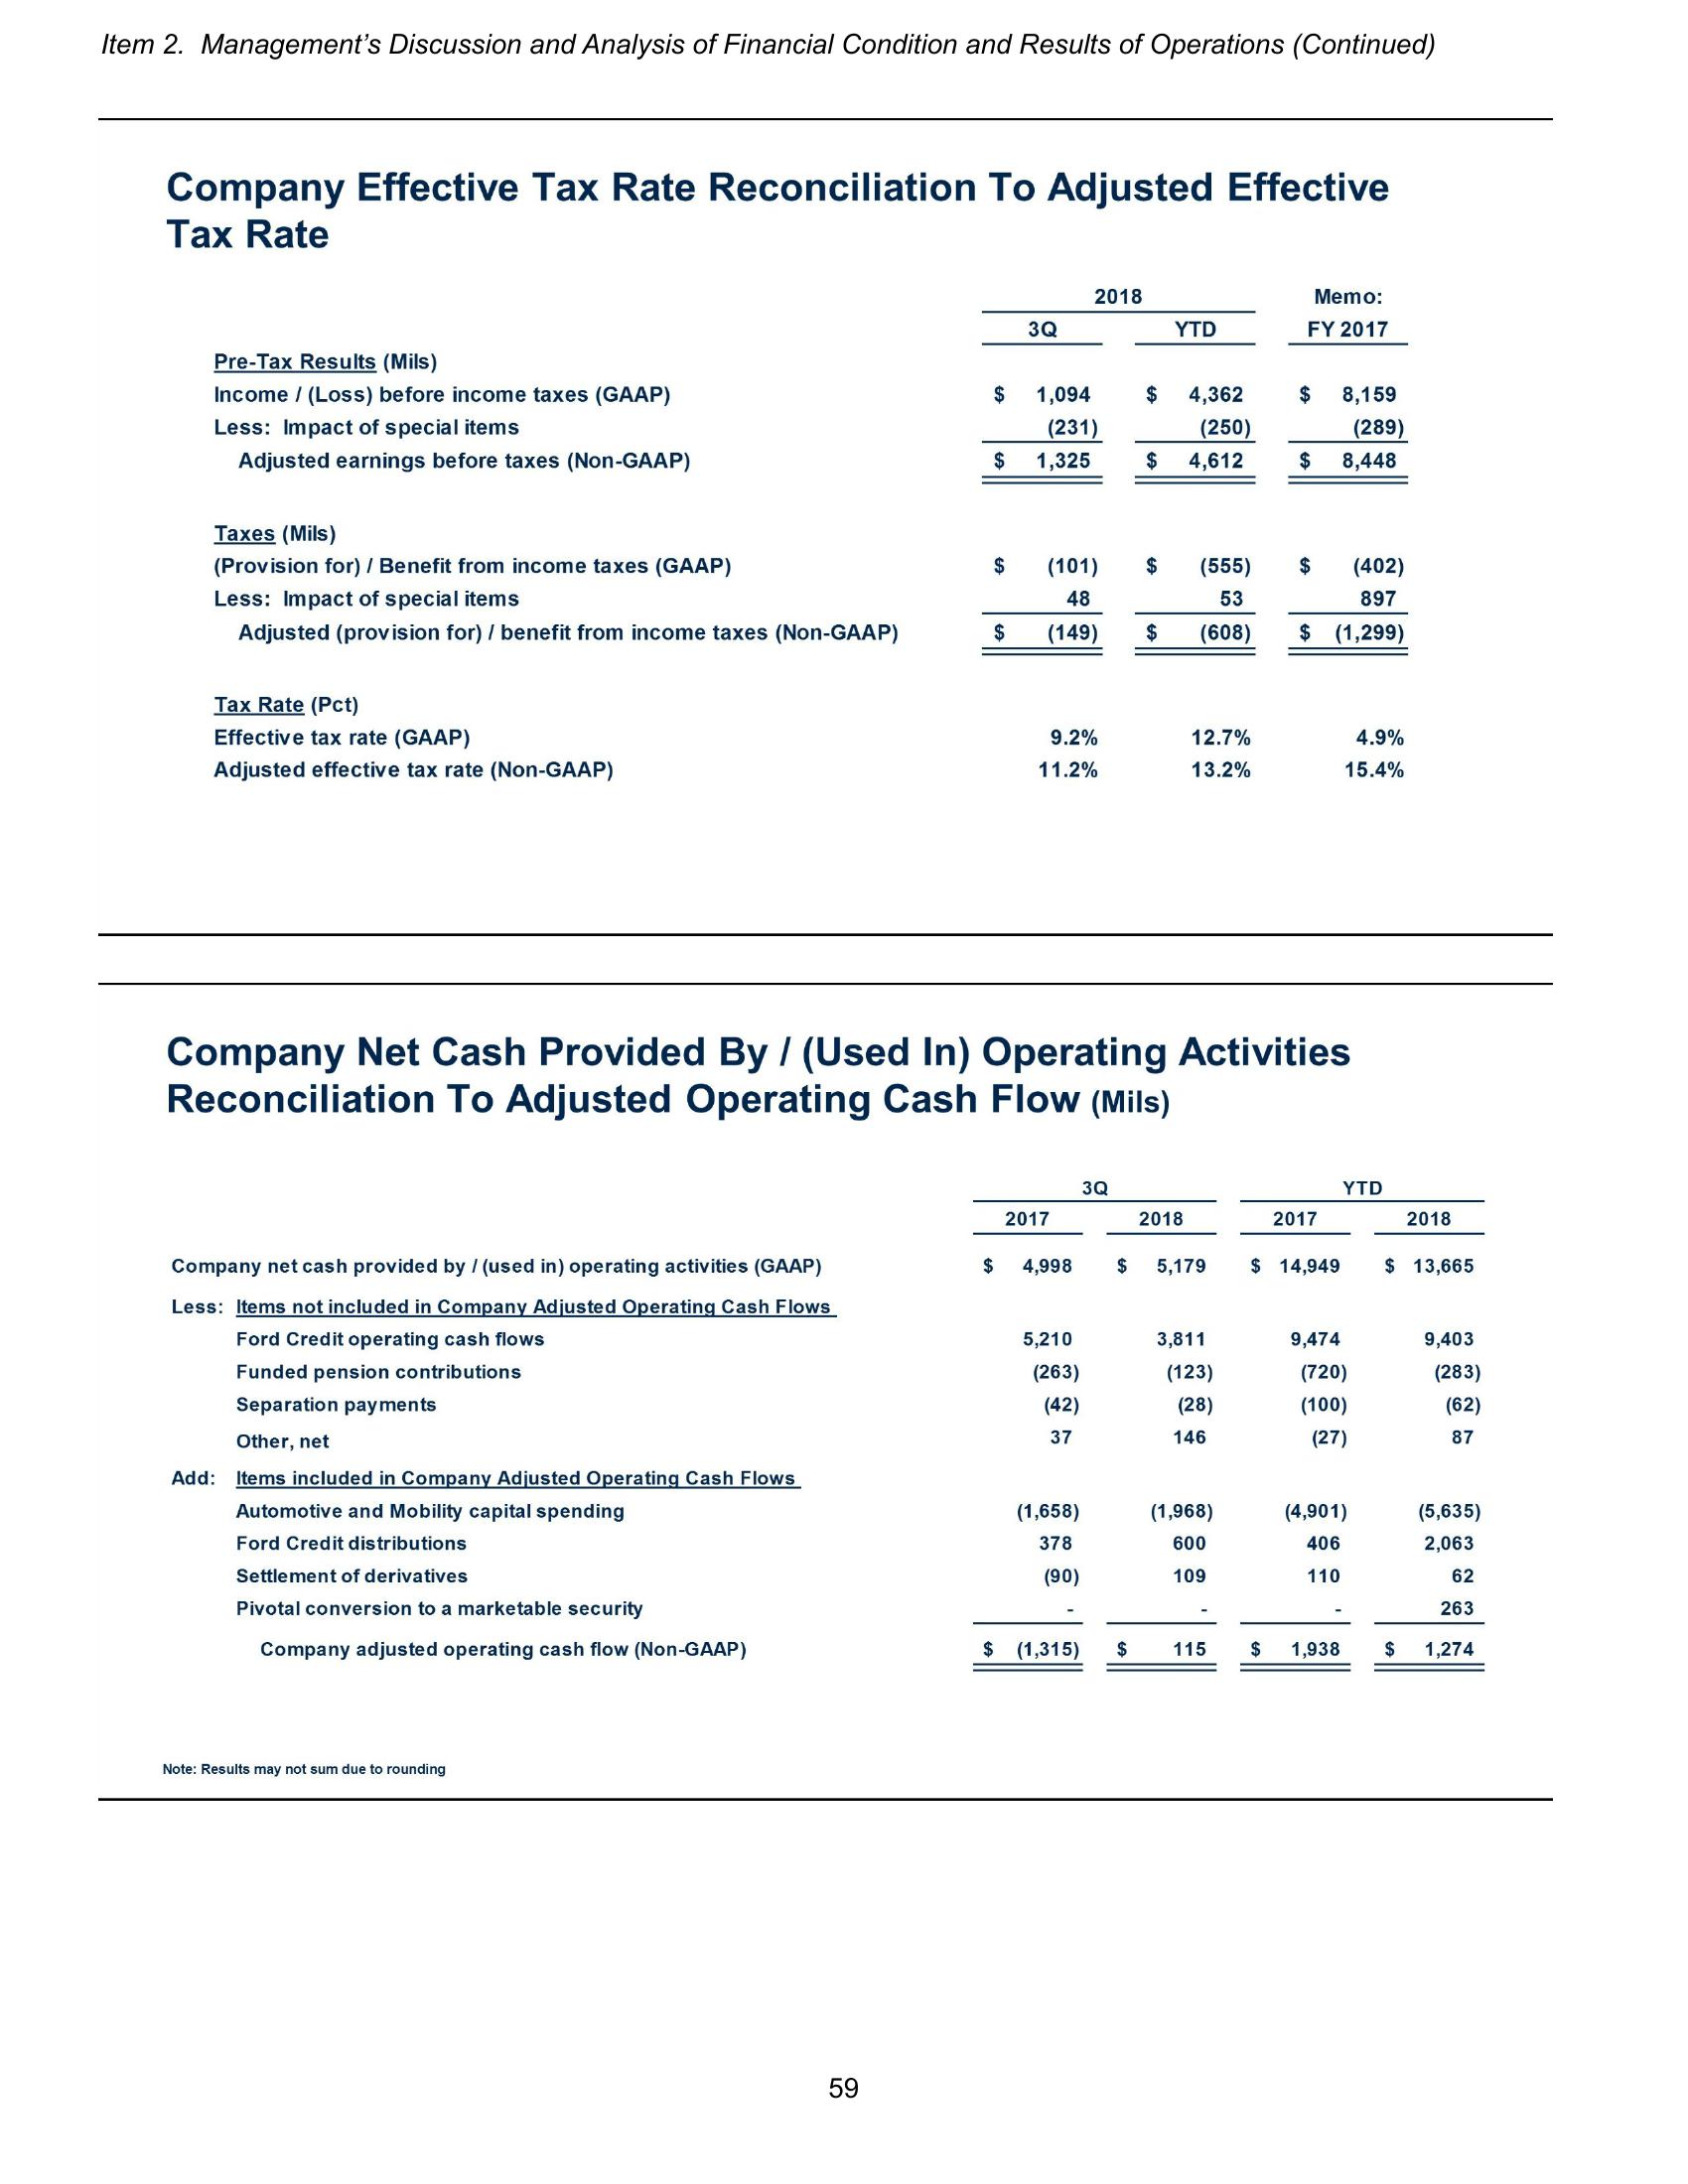 Item 2.  Management’s Discussion and Analysis of Financial Condition and Results of Operations (Continued)
Company Effective Tax Rate Reconciliation To Adjusted Effective
Tax Rate
2018 Memo:
3Q YTD FY 2017
Pre-Tax Results (Mils)
Income / (Loss) before income taxes (GAAP) $ 1,094 $ 4,362 $ 8,159
Less:  Impact of special items (231) (250) (289)
Adjusted earnings before taxes (Non-GAAP) $ 1,325 $ 4,612 $ 8,448
Taxes (Mils)
(Provision for) / Benefit from income taxes (GAAP) $ (101) $ (555) $ (402)
Less:  Impact of special items 48 53 897
Adjusted (provision for) / benefit from income taxes (Non-GAAP) $ (149) $ (608) $ (1,299)
Tax Rate (Pct)
Effective tax rate (GAAP) 9.2% 12.7% 4.9%
Adjusted effective tax rate (Non-GAAP) 11.2% 13.2% 15.4%
Company Net Cash Provided By / (Used In) Operating Activities
Reconciliation To Adjusted Operating Cash Flow (Mils)
3Q YTD
2017 2018 2017 2018
Company net cash provided by / (used in) operating activities (GAAP) $ 4,998 $ 5,179 $ 14,949 $ 13,665
Less: Items not included in Company Adjusted Operating Cash Flows
Ford Credit operating cash flows 5,210 3,811 9,474 9,403
Funded pension contributions (263) (123) (720) (283)
Separation payments (42) (28) (100) (62)
Other, net 37 146 (27) 87
Add: Items included in Company Adjusted Operating Cash Flows
Automotive and Mobility capital spending (1,658) (1,968) (4,901) (5,635)
Ford Credit distributions 378 600 406 2,063
Settlement of derivatives (90) 109 110 62
Pivotal conversion to a marketable security - - - 263
Company adjusted operating cash flow (Non-GAAP) $ (1,315) $ 115 $ 1,938 $ 1,274
Note: Results may not sum due to rounding
59